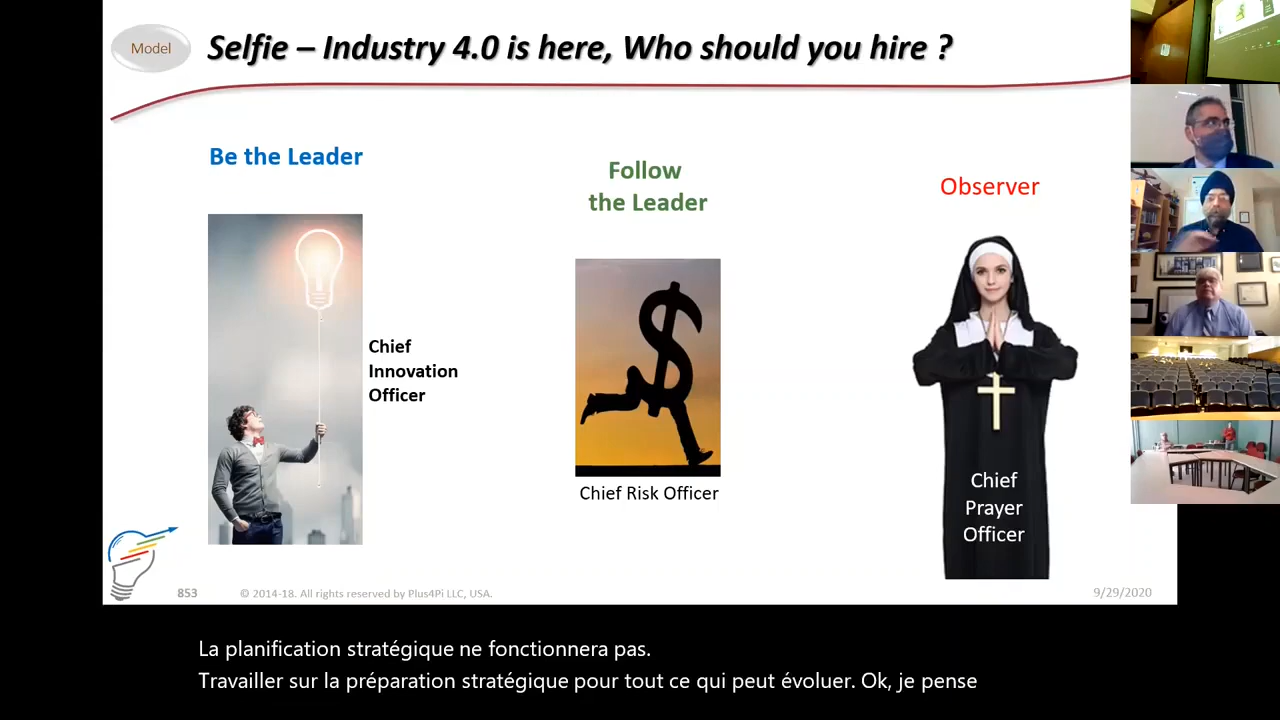 Model
Selfie – Industry 4.0 is here, Who should you hire ?
Be the Leader
Chief
Innovation
Officer
Follow
the Leader
Chief Risk Officer
Observer
Chief
Prayer
Officer
853
© 2014-18. All rights reserved by Plus4Pi LLC, USA.
9/29/2020
La planification stratégique ne fonctionnera pas.
Travailler sur la préparation stratégique pour tout ce qui peut évoluer. Ok, je pense